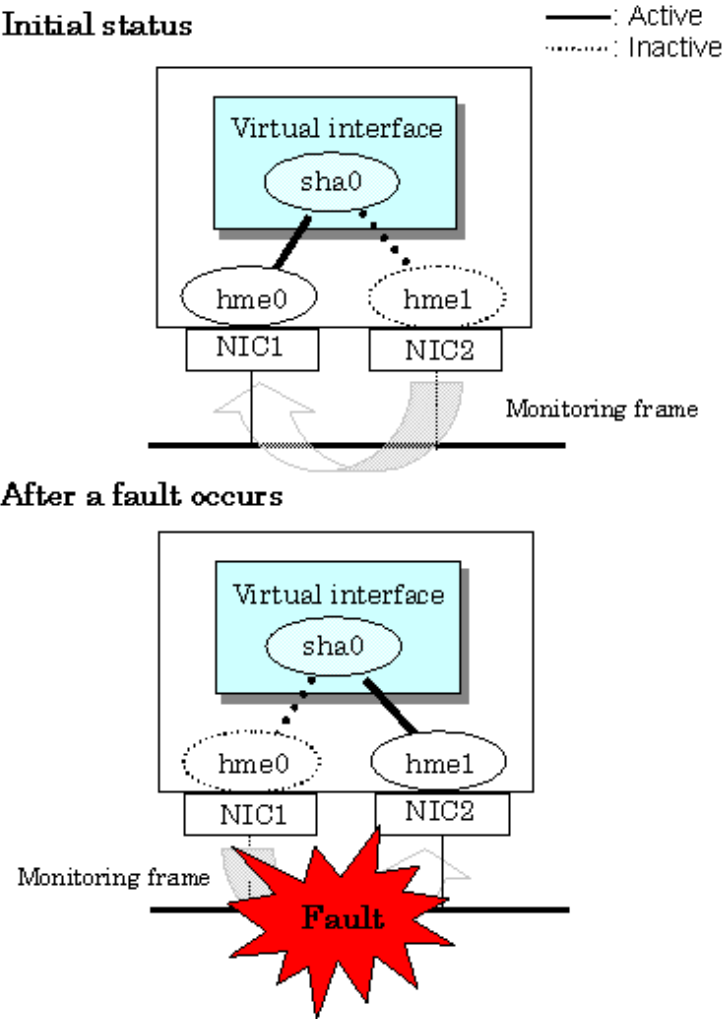 Initial status
: Active
: Inactive
Virtual interface
sha0
hme0
hme1
NIC1
NIC2
Monitoring frame
After a fault occurs
Virtual interface
sha0
hme0
hme1
NIC1
NIC2
Monitoring frame
Fault